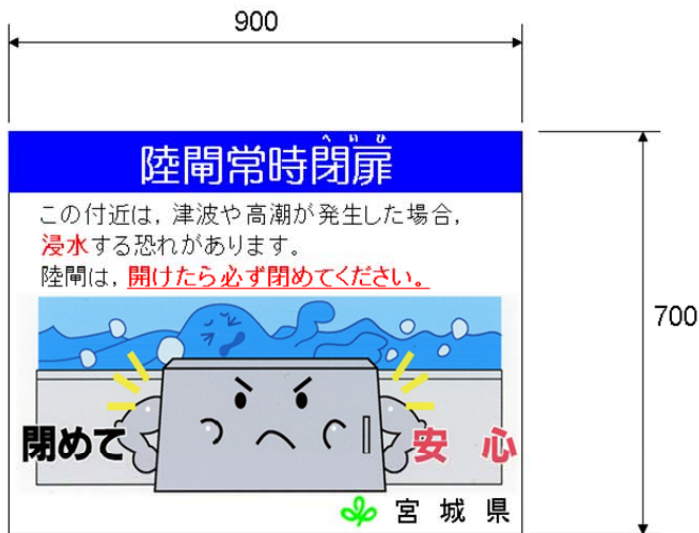 900
700
へいひ
陸閘常時閉扉
この付近は，津波や高潮が発生した場合，
浸水する恐れがあります。
陸閘は，開けたら必ず閉めてください。
閉めて 安心
宮城県